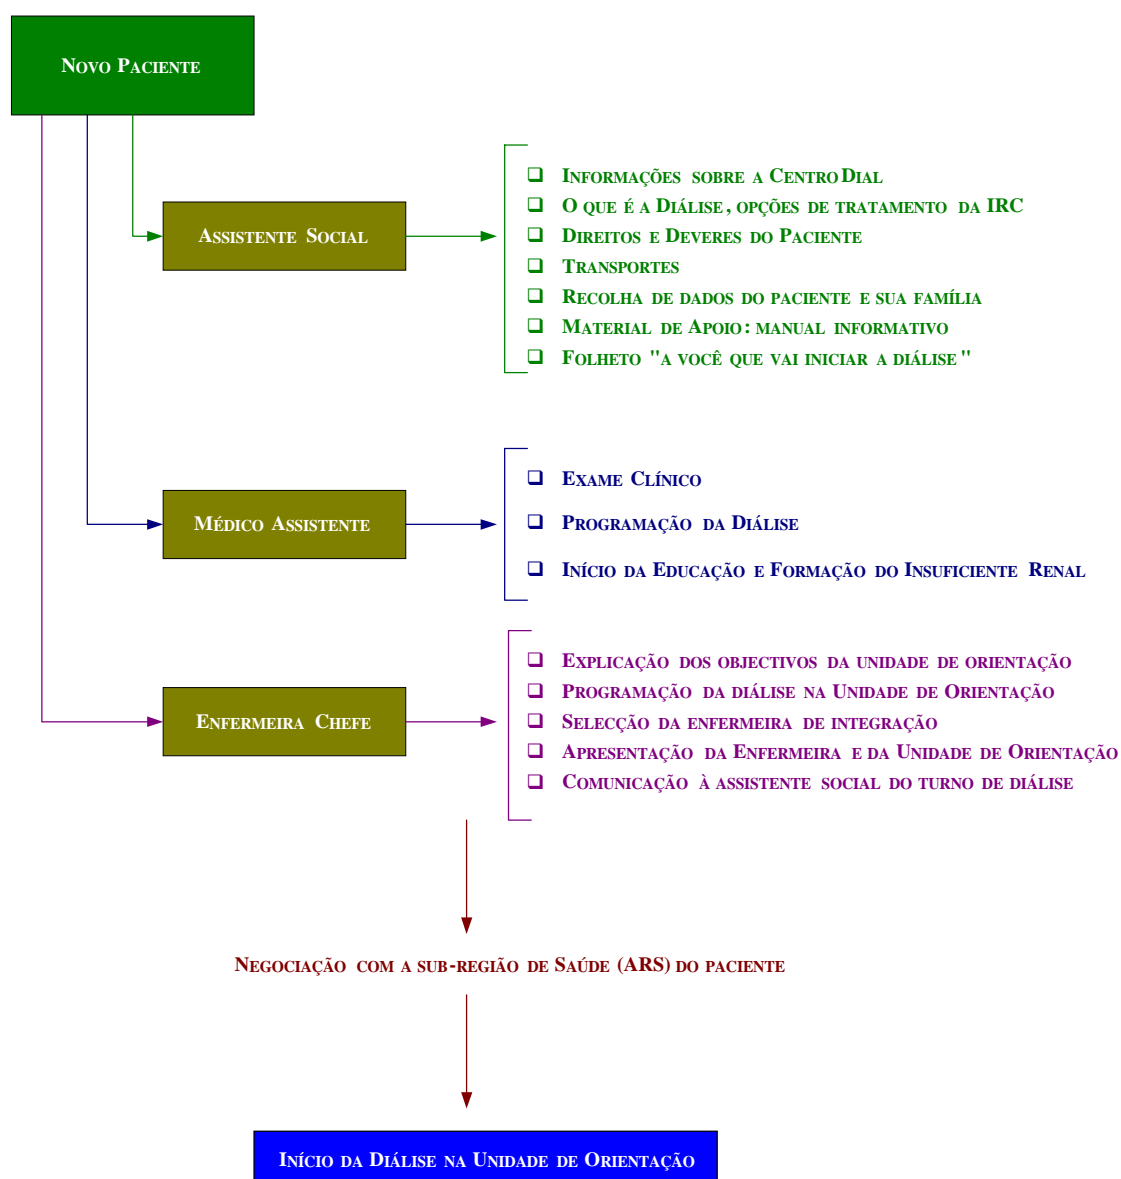 Novo Paciente
Informações sobre a CentroDial
O que é a Diálise, opções de tratamento da IRC
Assistente Social
Direitos e Deveres do Paciente
Transportes
Recolha de dados do paciente e sua família
Material de Apoio: manual informativo
Folheto "a você que vai iniciar a diálise"
Exame Clínico
Médico Assistente
Programação da Diálise
Início da Educação e Formação do Insuficiente Renal
Explicação dos objectivos da unidade de orientação
Programação da diálise na Unidade de Orientação
Enfermeira Chefe
Selecção da enfermeira de integração
Apresentação da Enfermeira e da Unidade de Orientação
Comunicação à assistente social do turno de diálise
Negociação com a sub-região de Saúde (ARS) do paciente
Início da Diálise na Unidade de Orientação